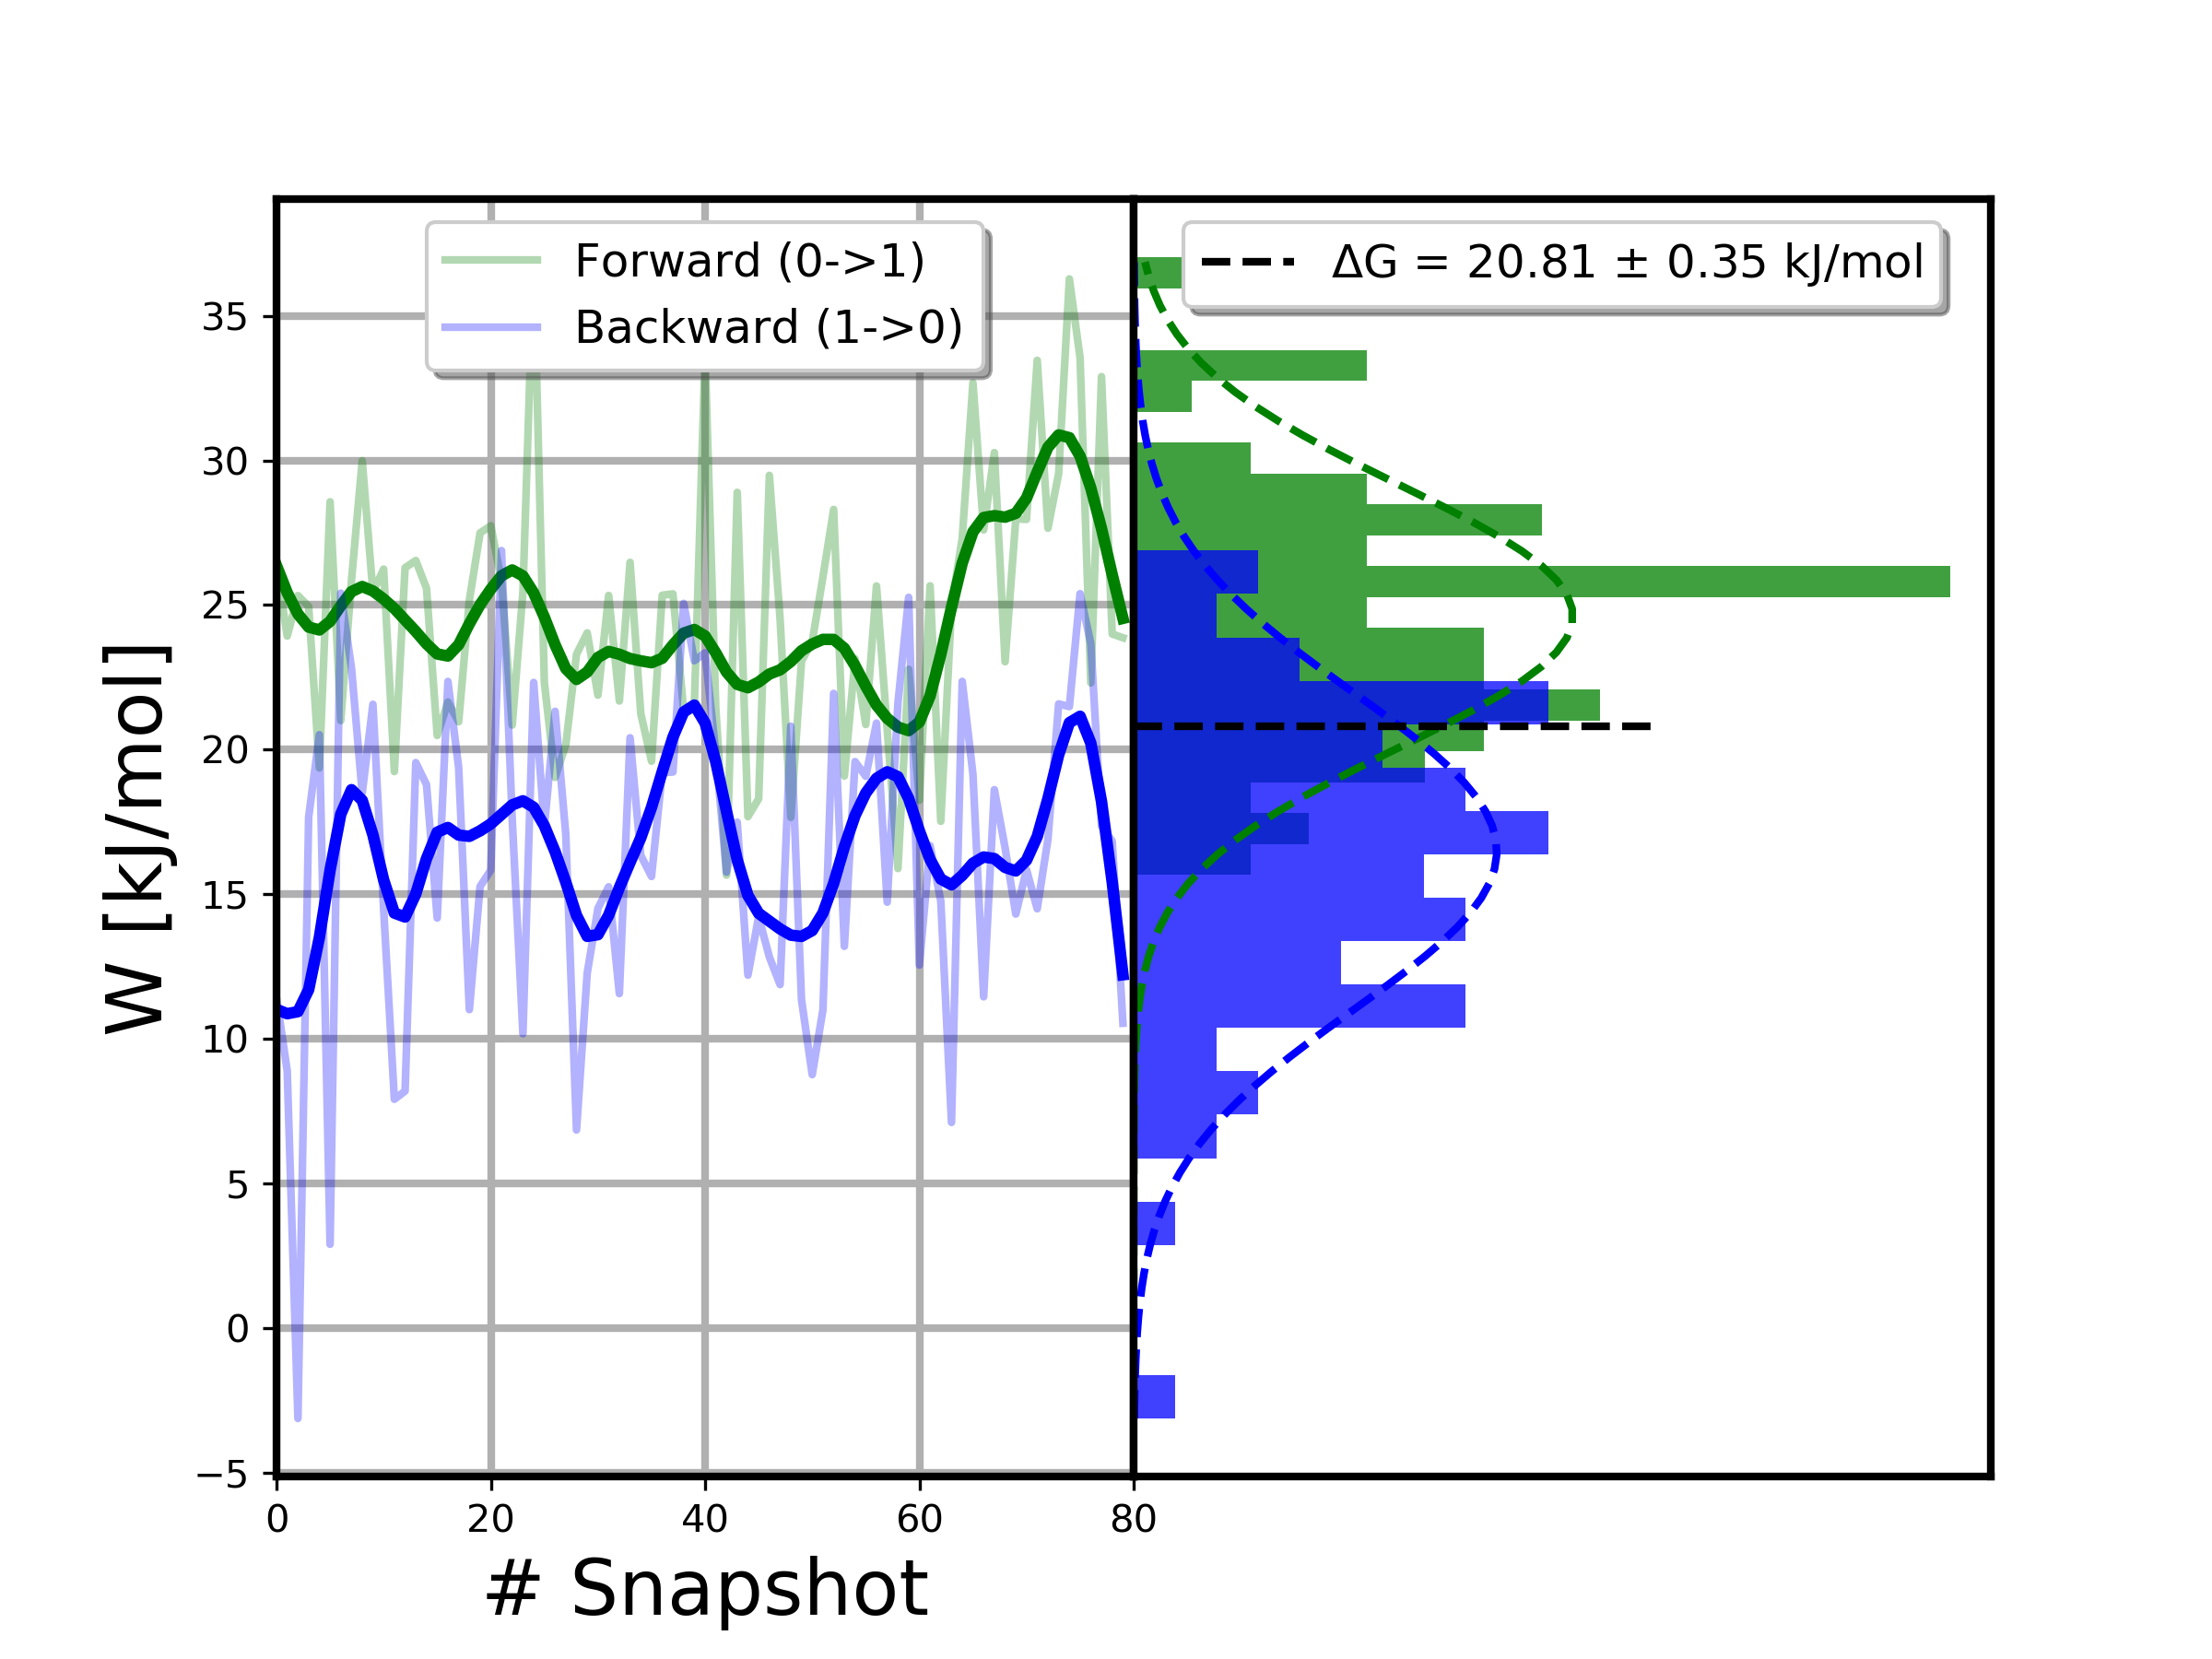 Forward (0->1)
Backward (1->0)
ΔG = 20.81 ± 0.35 kJ/mol
W [kJ/mol]
35
30
25
20
15
10
5
0
−5
0 20 40 60 80
# Snapshot